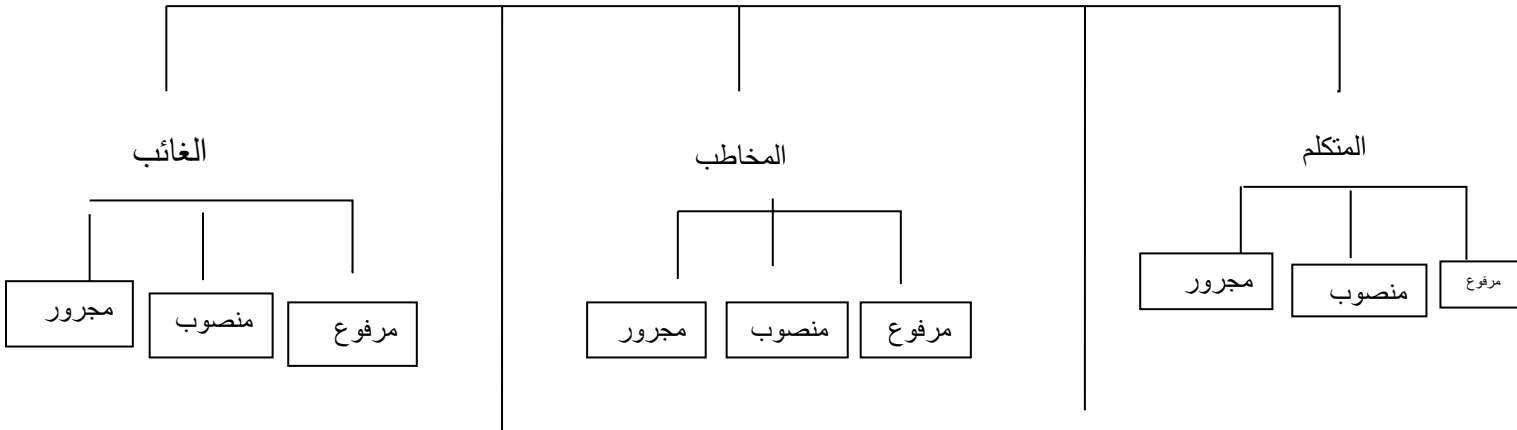 المتكلم
المخاطب
الغائب
مرفوع
منصوب
مجرور
مرفوع
منصوب
مجرور
مرفوع
منصوب
مجرور